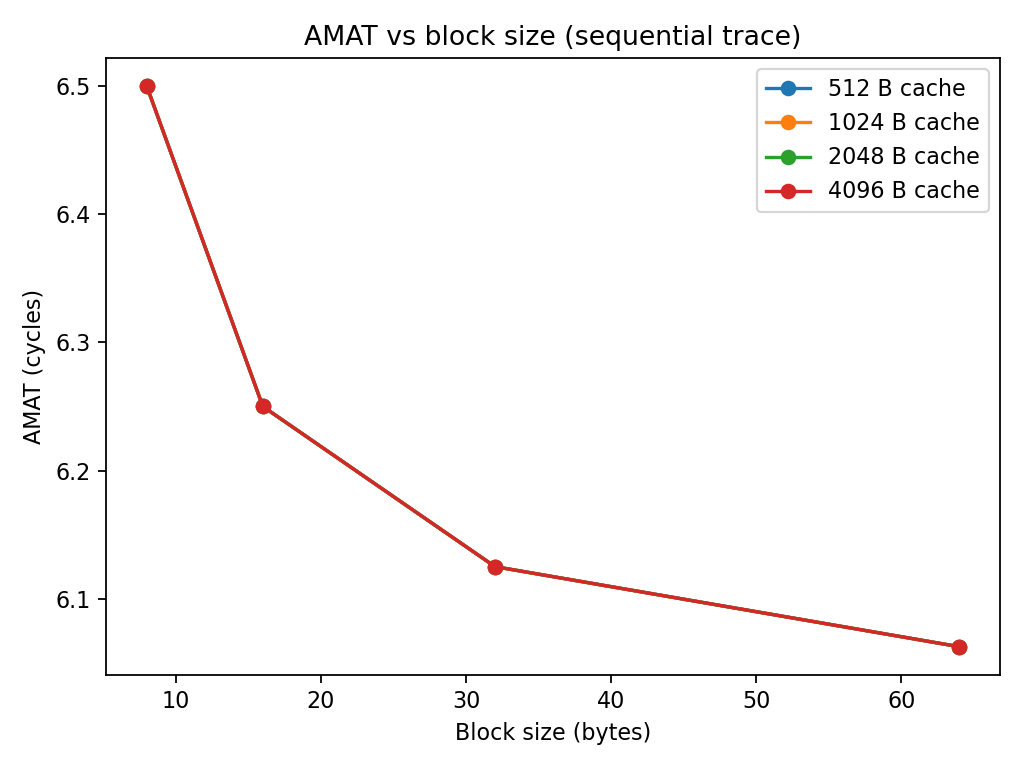 AMAT vs block size (sequential trace)
512 B cache
1024 B cache
2048 B cache
4096 B cache
AMAT (cycles)
6.5
6.4
6.3
6.2
6.1
10 20 30 40 50 60
Block size (bytes)